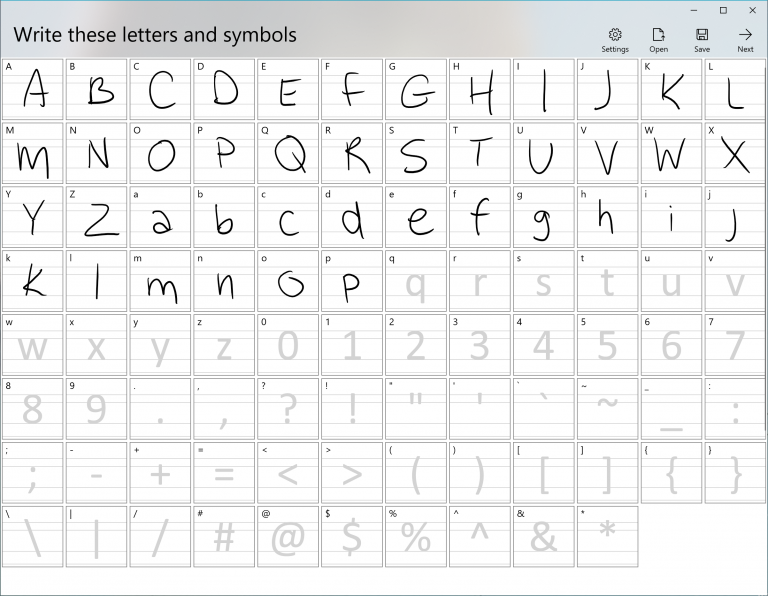 Write these letters and symbols
Settings Open Save Next
A B C D E F G H I J K L
A B C D E F G H I J K L
M N O P Q R S T U V W X
M N O P Q R S T U V W X
Y Z a b c d e f g h i j
Y Z a b c d e f g h i j
k l m n o p q r s t u v
k l m n o p q r s t u v
w x y z 0 1 2 3 4 5 6 7
w x y z 0 1 2 3 4 5 6 7
8 9 . , ? ! " ' ` ~ _ :
8 9 . , ? ! " ' ` ~ _ :
; - + = < > ( ) [ ] { }
; - + = < > ( ) [ ] { }
\ | / # @ $ % ^ & *
\ | / # @ $ % ^ & *